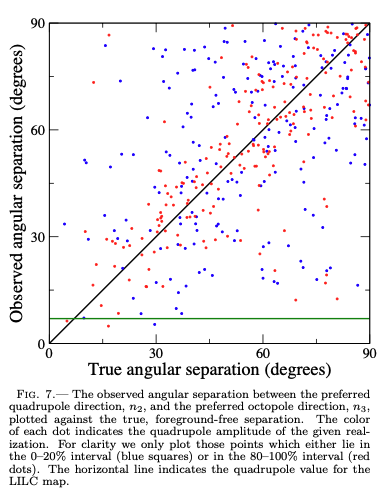 90
60
30
0
Observed angular separation (degrees)
0 30 60 90
True angular separation (degrees)
FIG. 7.— The observed angular separation between the preferred
quadrupole direction, n₂, and the preferred octopole direction, n₃,
plotted against the true, foreground-free separation. The color
of each dot indicates the quadrupole amplitude of the given real-
ization. For clarity we only plot those points which either lie in
the 0–20% interval (blue squares) or in the 80–100% interval (red
dots). The horizontal line indicates the quadrupole value for the
LILC map.